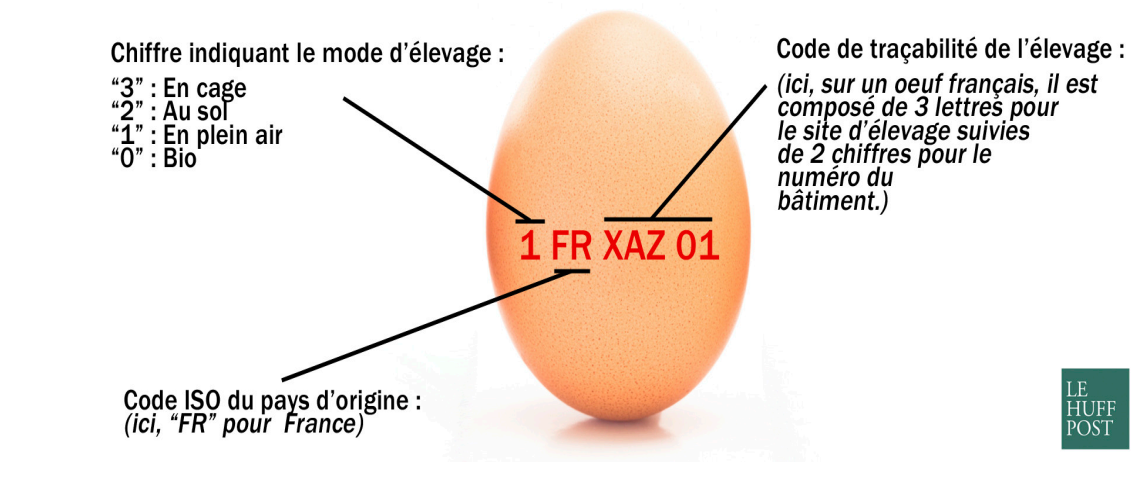 Chiffre indiquant le mode d'élevage :
“3” : En cage
“2” : Au sol
“1” : En plein air
“0” : Bio
Code de traçabilité de l'élevage :
(ici, sur un oeuf français, il est
composé de 3 lettres pour
le site d'élevage suivies
de 2 chiffres pour le
numéro du
bâtiment.)
1 FR XAZ 01
Code ISO du pays d'origine :
(ici, “FR” pour France)
LE
HUFF
POST